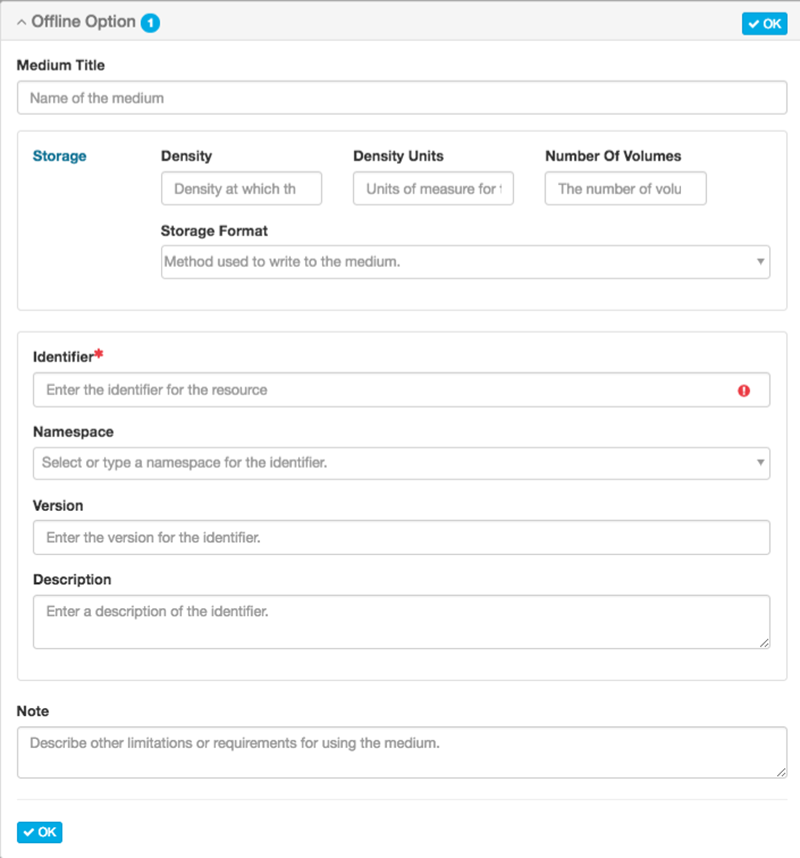 Offline Option 1
OK
Medium Title
Name of the medium
Storage
Density
Density Units
Number Of Volumes
Density at which th
Units of measure for
The number of volu
Storage Format
Method used to write to the medium.
Identifier*
Enter the identifier for the resource
Namespace
Select or type a namespace for the identifier.
Version
Enter the version for the identifier.
Description
Enter a description of the identifier.
Note
Describe other limitations or requirements for using the medium.
OK